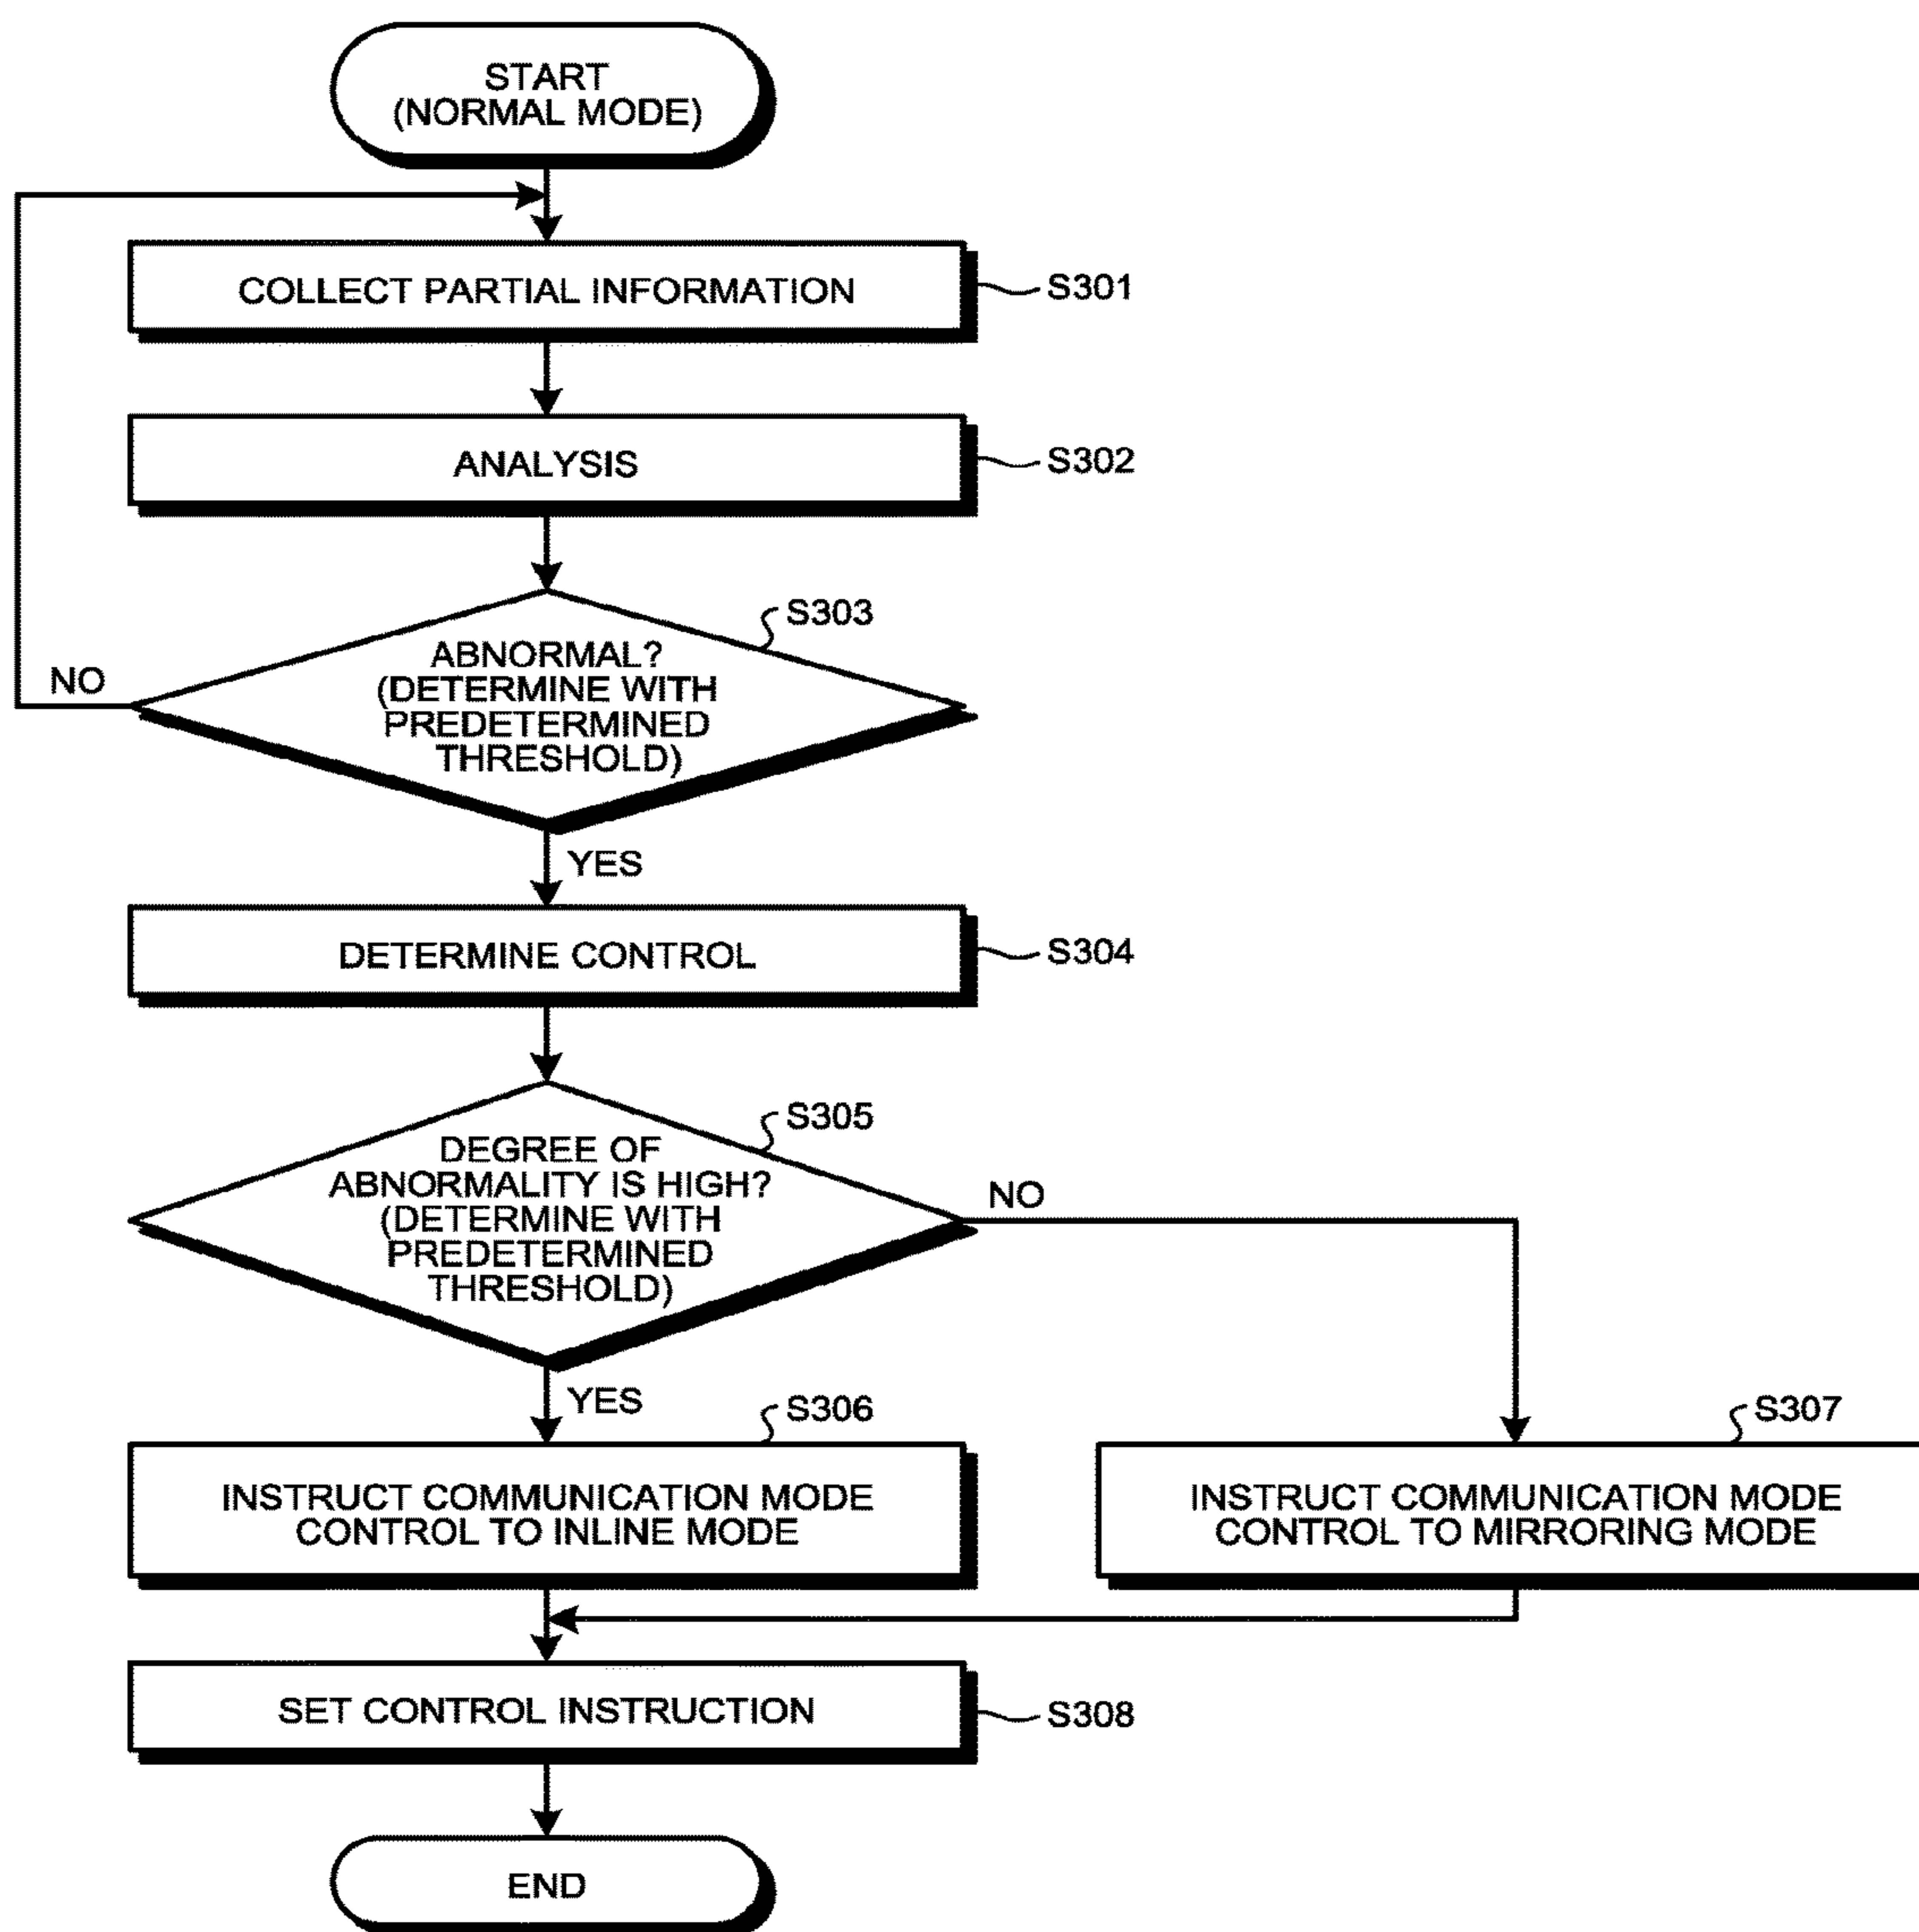 START
(NORMAL MODE)
COLLECT PARTIAL INFORMATION
S301
ANALYSIS
S302
S303
ABNORMAL?
(DETERMINE WITH
PREDETERMINED
THRESHOLD)
NO
YES
DETERMINE CONTROL
S304
S305
DEGREE OF
ABNORMALITY IS HIGH?
(DETERMINE WITH
PREDETERMINED
THRESHOLD)
NO
YES
S306
INSTRUCT COMMUNICATION MODE
CONTROL TO INLINE MODE
S307
INSTRUCT COMMUNICATION MODE
CONTROL TO MIRRORING MODE
SET CONTROL INSTRUCTION
S308
END